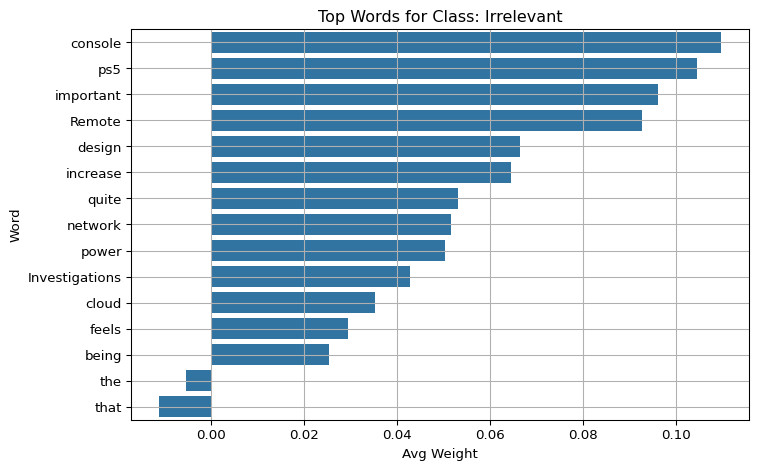 Top Words for Class: Irrelevant
Word
console
ps5
important
Remote
design
increase
quite
network
power
Investigations
cloud
feels
being
the
that
0.00 0.02 0.04 0.06 0.08 0.10
Avg Weight